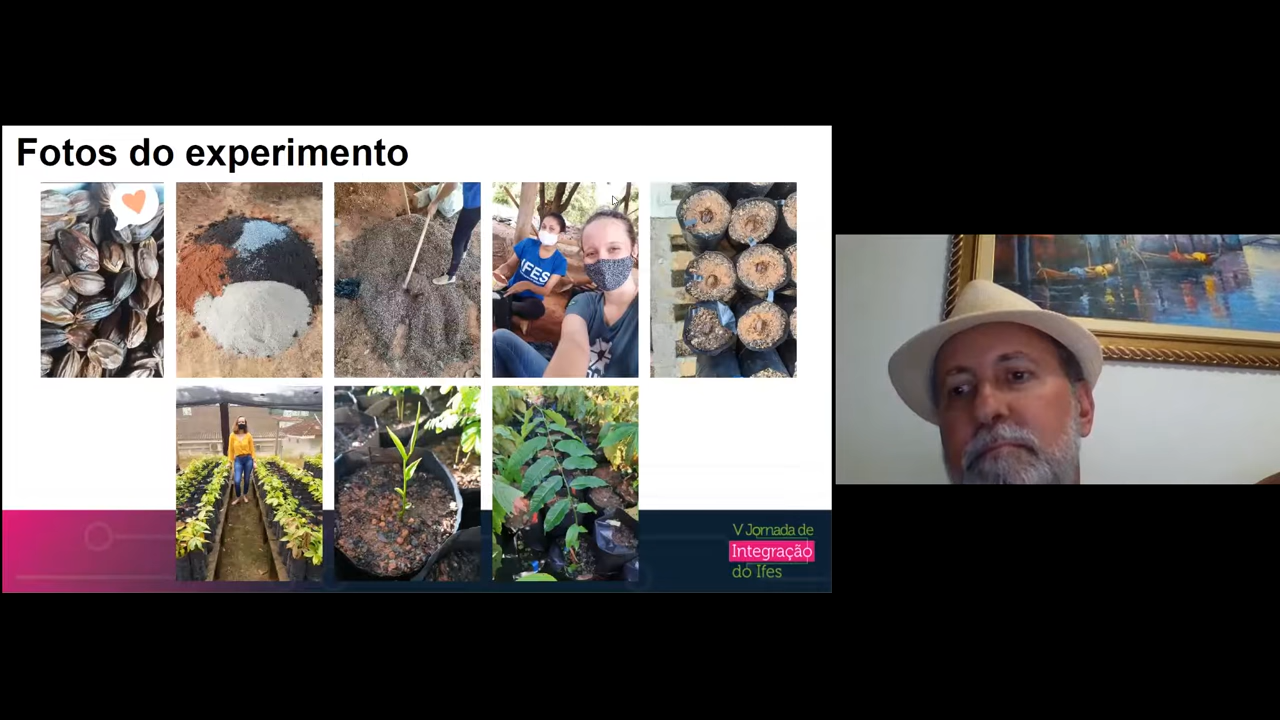 Fotos do experimento
IFES
V Jornada de
Integração
do Ifes